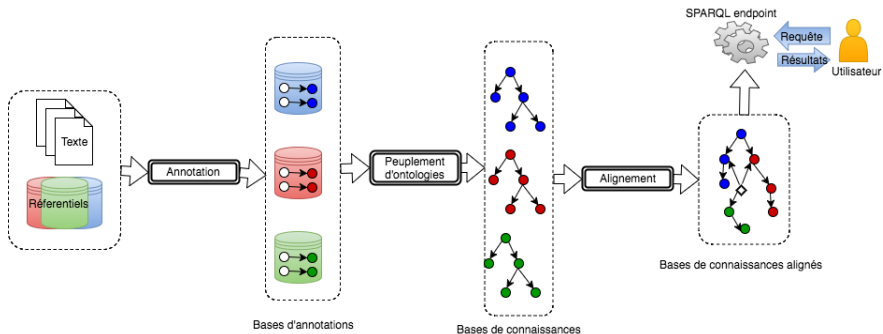 SPARQL endpoint
Requête
Résultats
Utilisateur
Texte
Réferentiels
Annotation
Peuplement
d'ontologies
Alignement
Bases d'annotations
Bases de connaissances
Bases de connaissances alignés